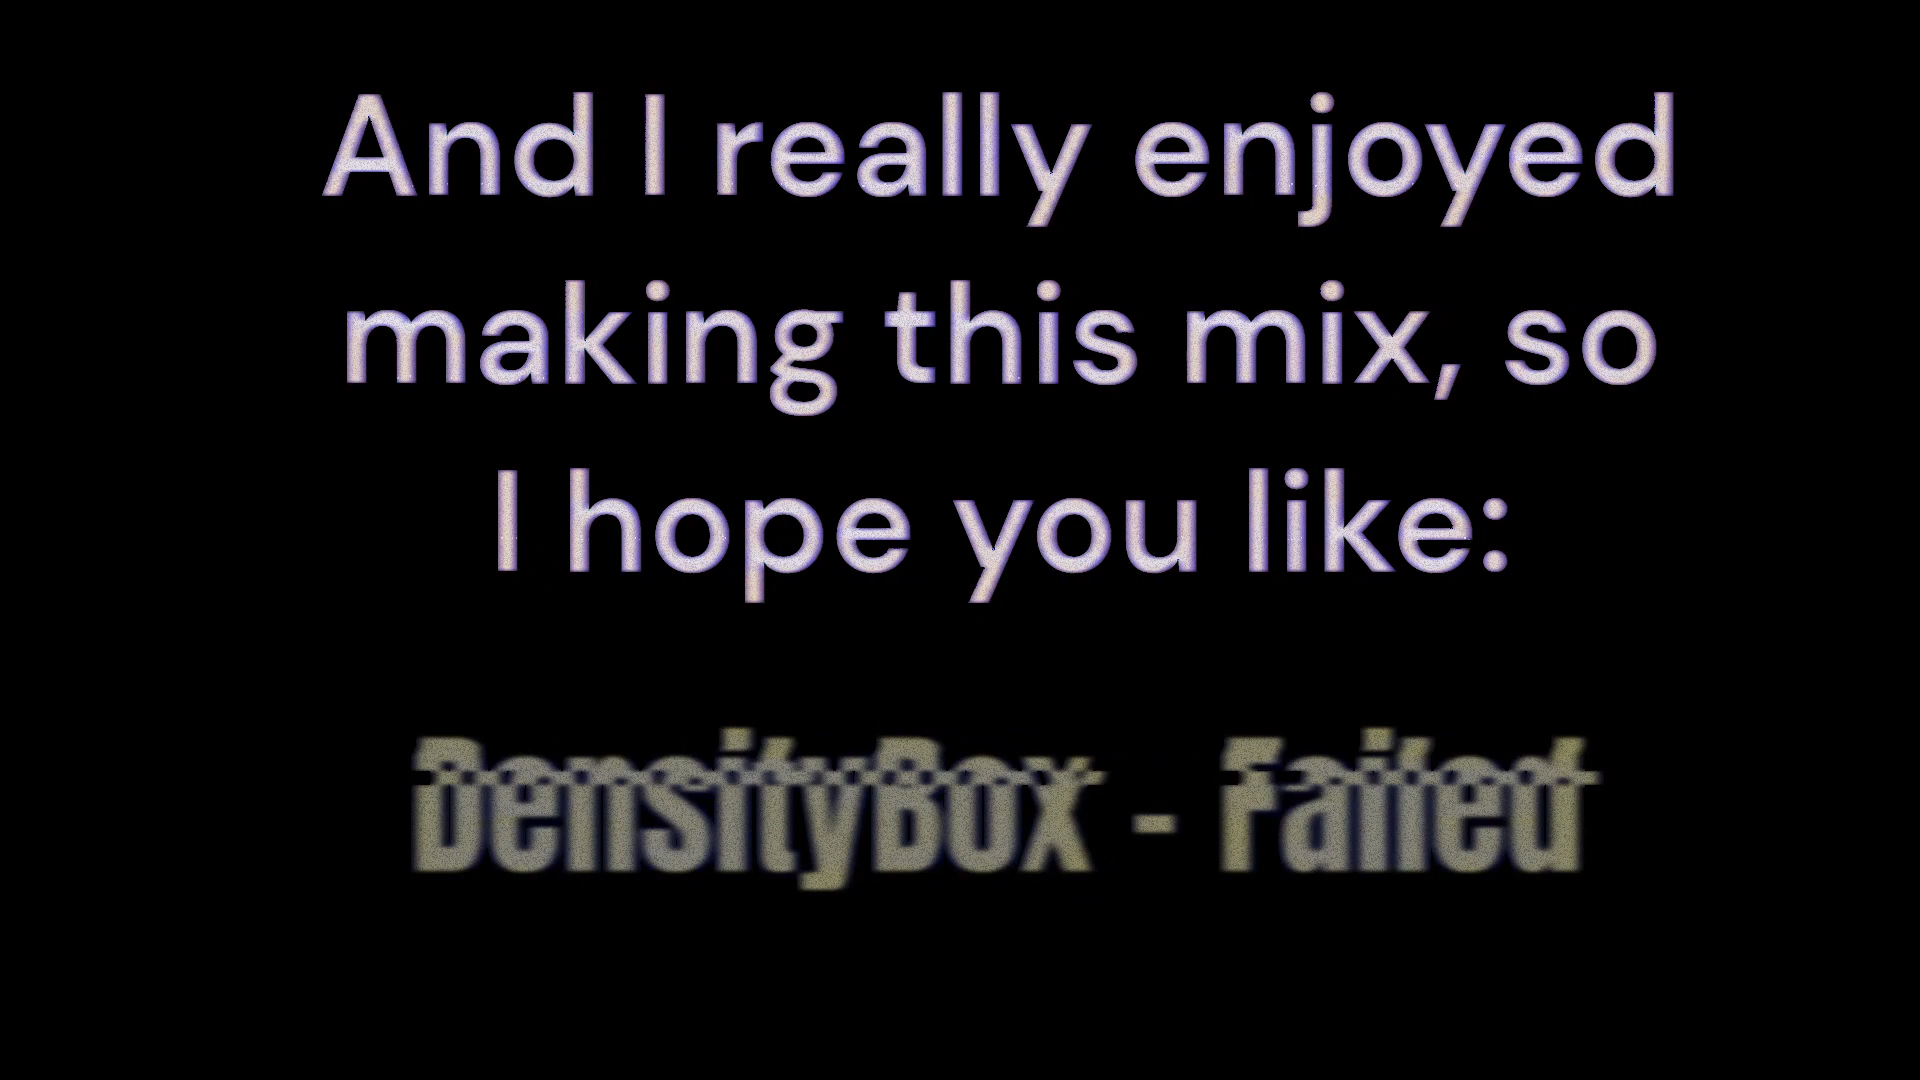 And I really enjoyed
making this mix, so
I hope you like:
DensityBox - Failed